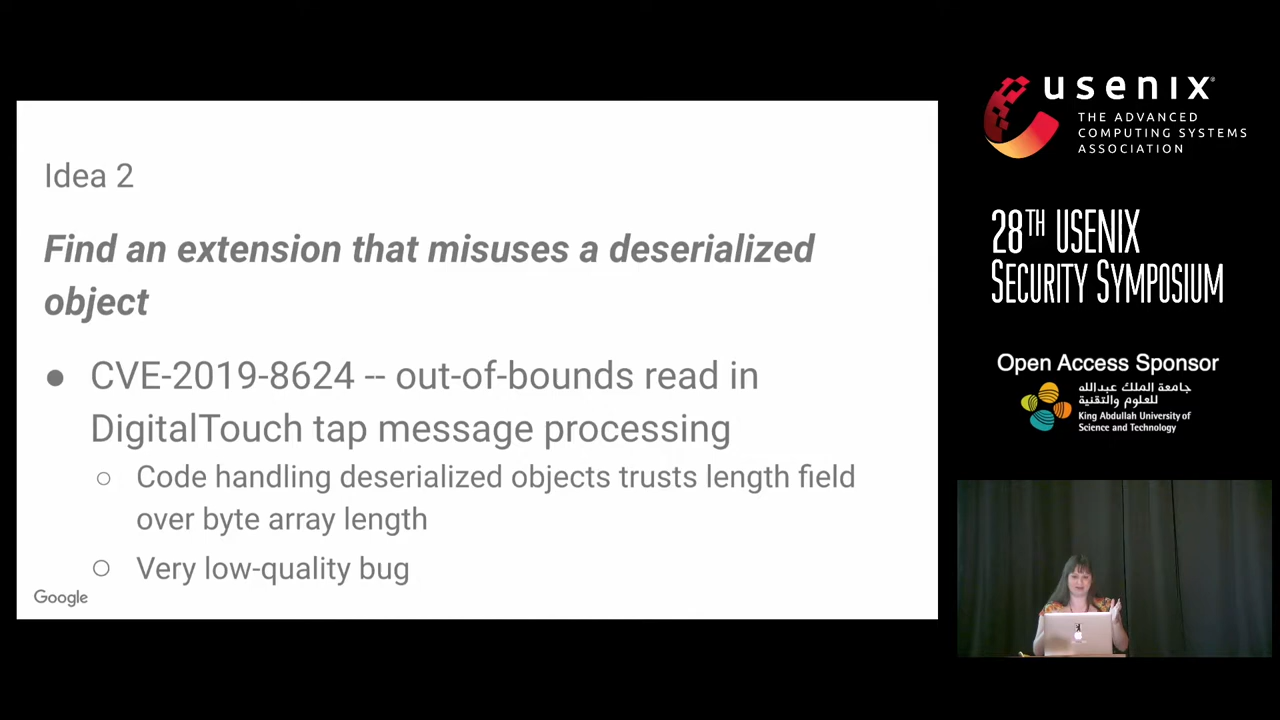 Idea 2
Find an extension that misuses a deserialized
object
● CVE-2019-8624 -- out-of-bounds read in
DigitalTouch tap message processing
○ Code handling deserialized objects trusts length field
over byte array length
○ Very low-quality bug
Google
usenix
THE ADVANCED
COMPUTING SYSTEMS
ASSOCIATION
28TH USENIX
SECURITY SYMPOSIUM
Open Access Sponsor
جامعة الملك عبدالله
للعلوم والتقنية
King Abdullah University of
Science and Technology